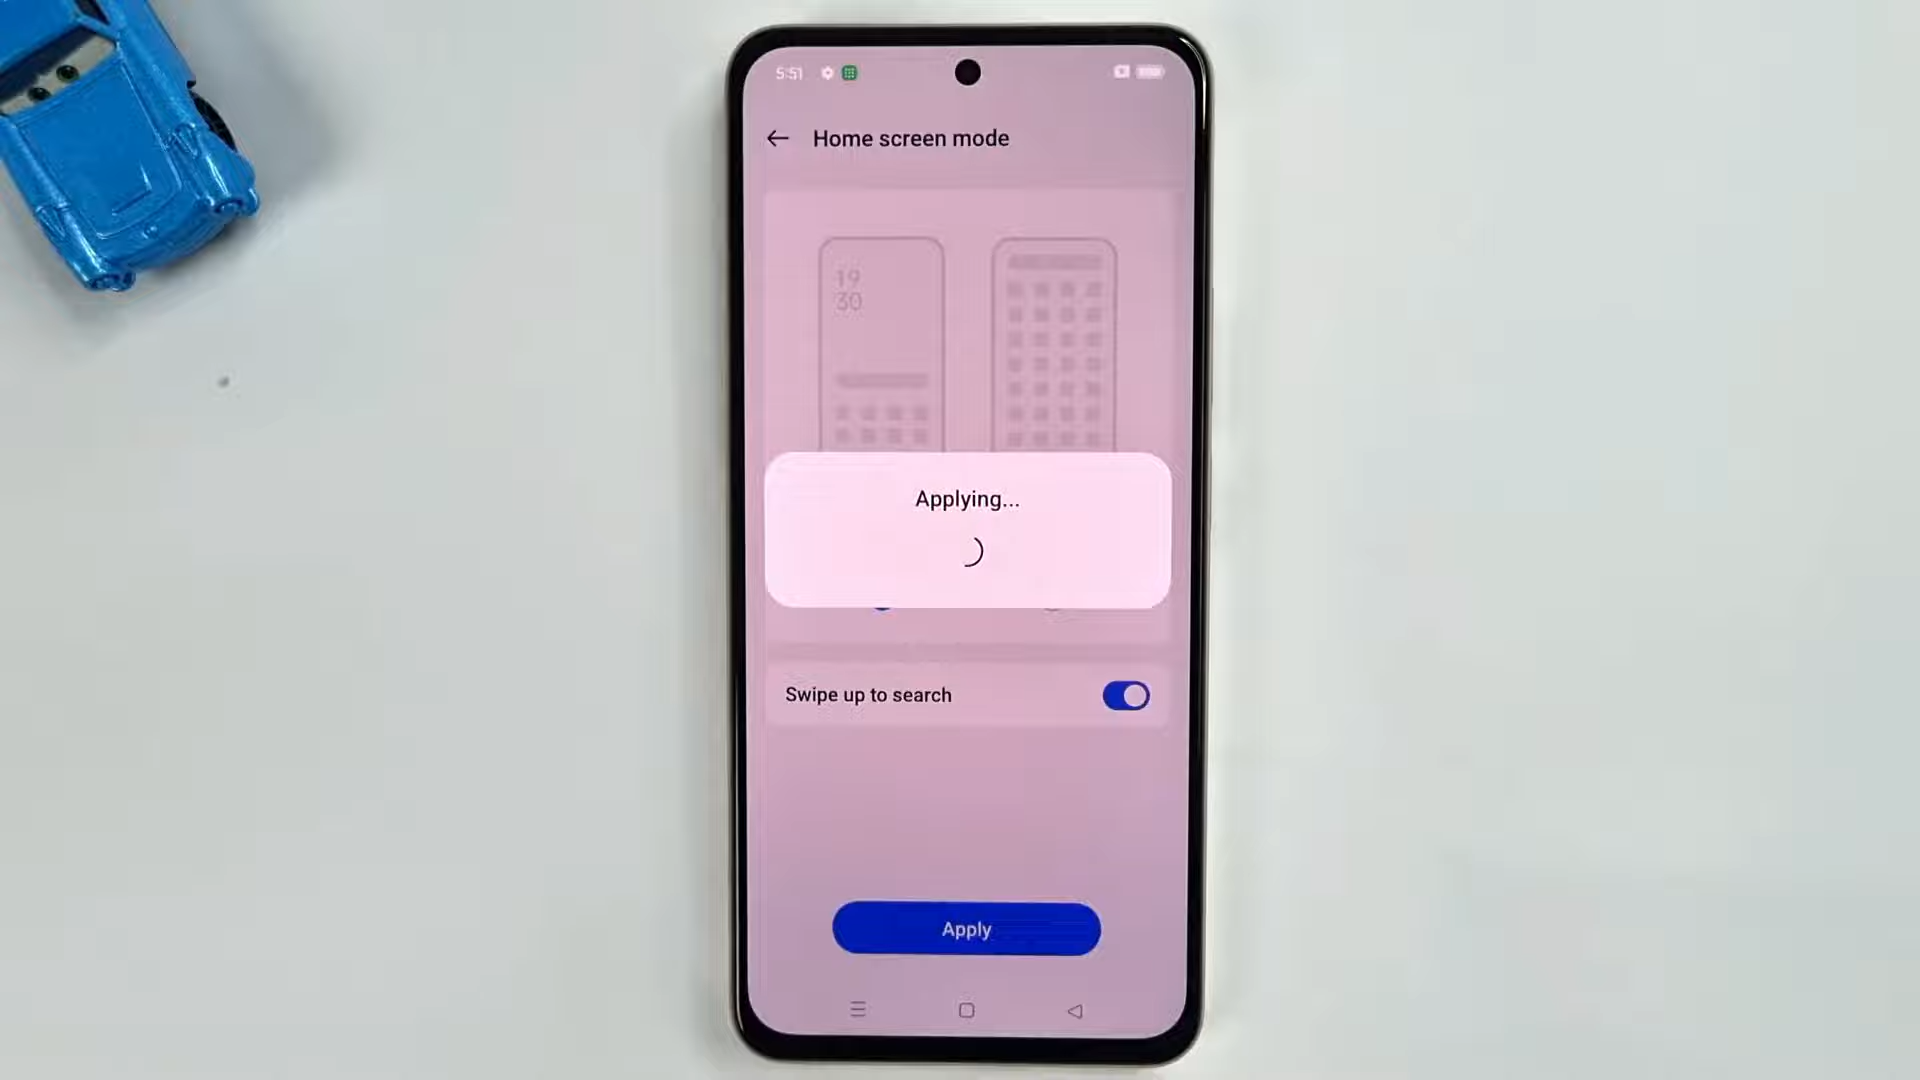 5:51
Home screen mode
19
30
Applying...
Swipe up to search
Apply